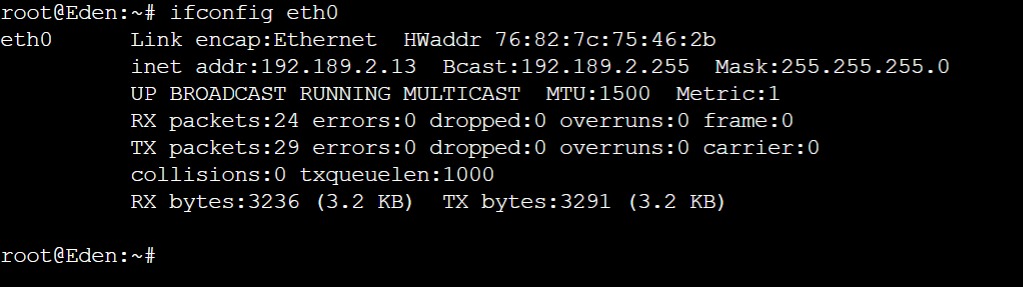 root@Eden:~# ifconfig eth0
eth0      Link encap:Ethernet  HWaddr 76:82:7c:75:46:2b
          inet addr:192.189.2.13  Bcast:192.189.2.255  Mask:255.255.255.0
          UP BROADCAST RUNNING MULTICAST  MTU:1500  Metric:1
          RX packets:24 errors:0 dropped:0 overruns:0 frame:0
          TX packets:29 errors:0 dropped:0 overruns:0 carrier:0
          collisions:0 txqueuelen:1000
          RX bytes:3236 (3.2 KB)  TX bytes:3291 (3.2 KB)
root@Eden:~#